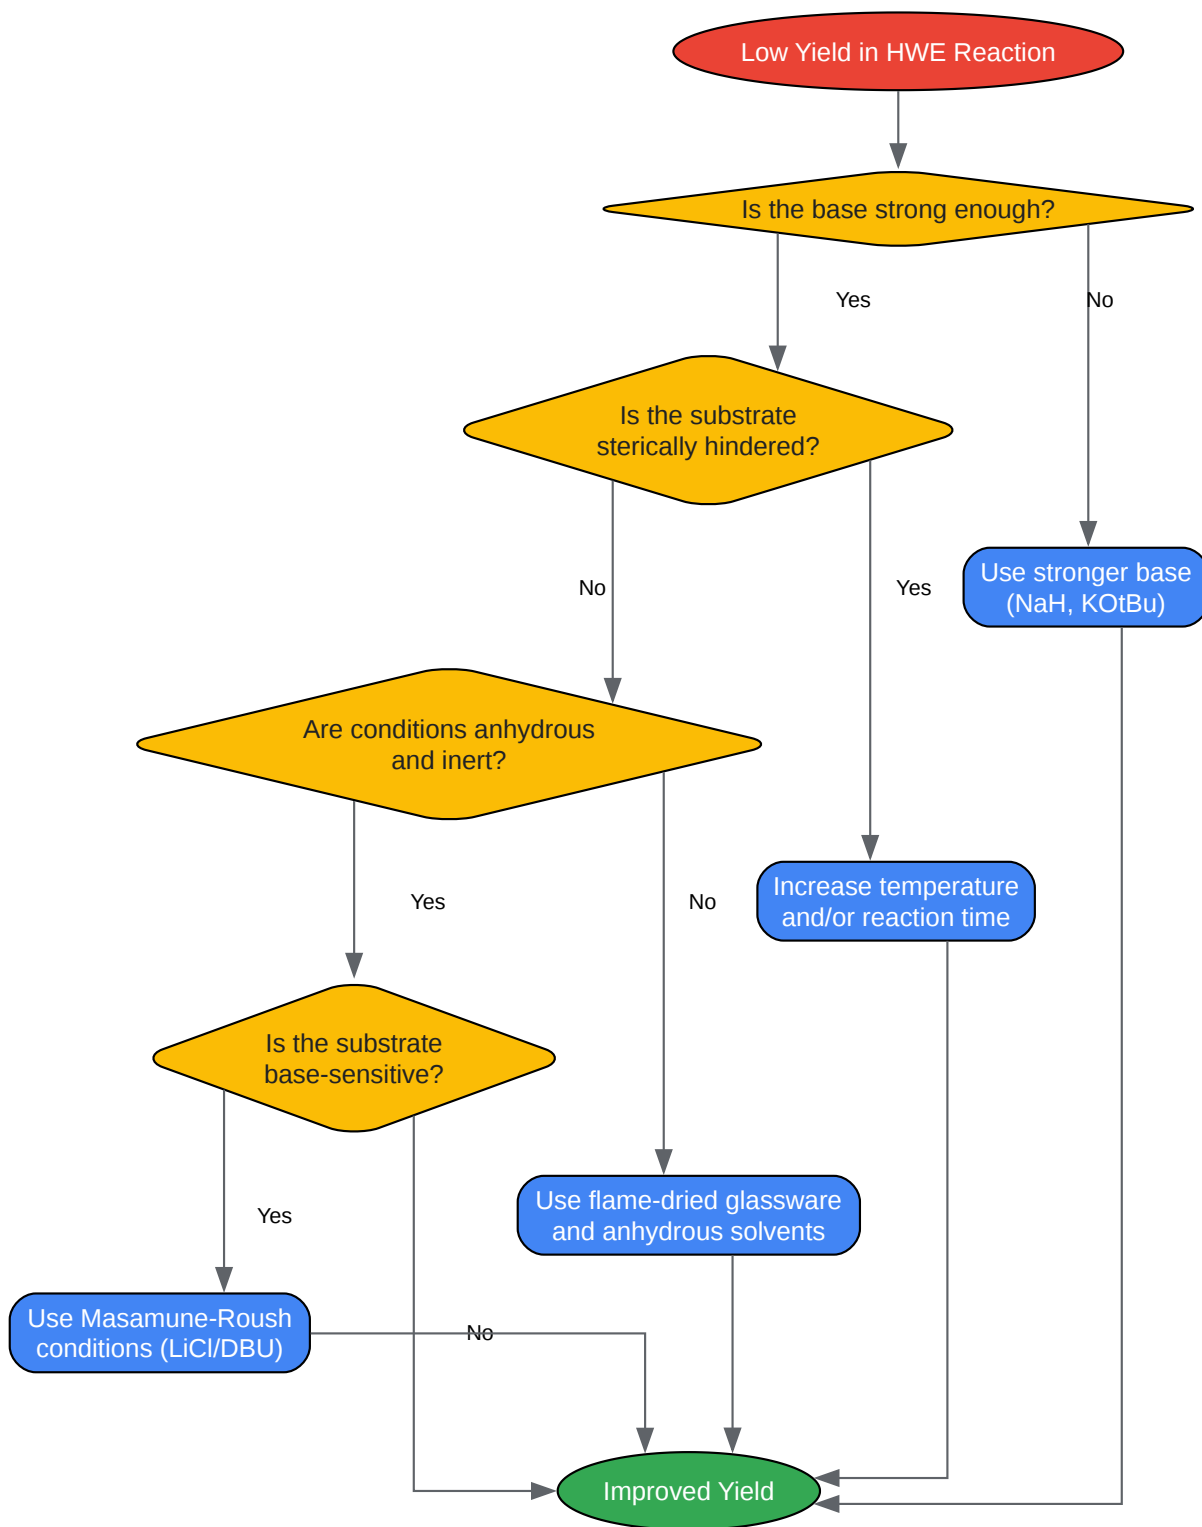 Low Yield in HWE Reaction
Is the base strong enough?
Yes
No
Is the substrate
sterically hindered?
Use stronger base
(NaH, KOtBu)
No
Yes
Are conditions anhydrous
and inert?
Increase temperature
and/or reaction time
Yes
No
Is the substrate
base-sensitive?
Use flame-dried glassware
and anhydrous solvents
Yes
Use Masamune-Roush
conditions (LiCl/DBU)
No
Improved Yield